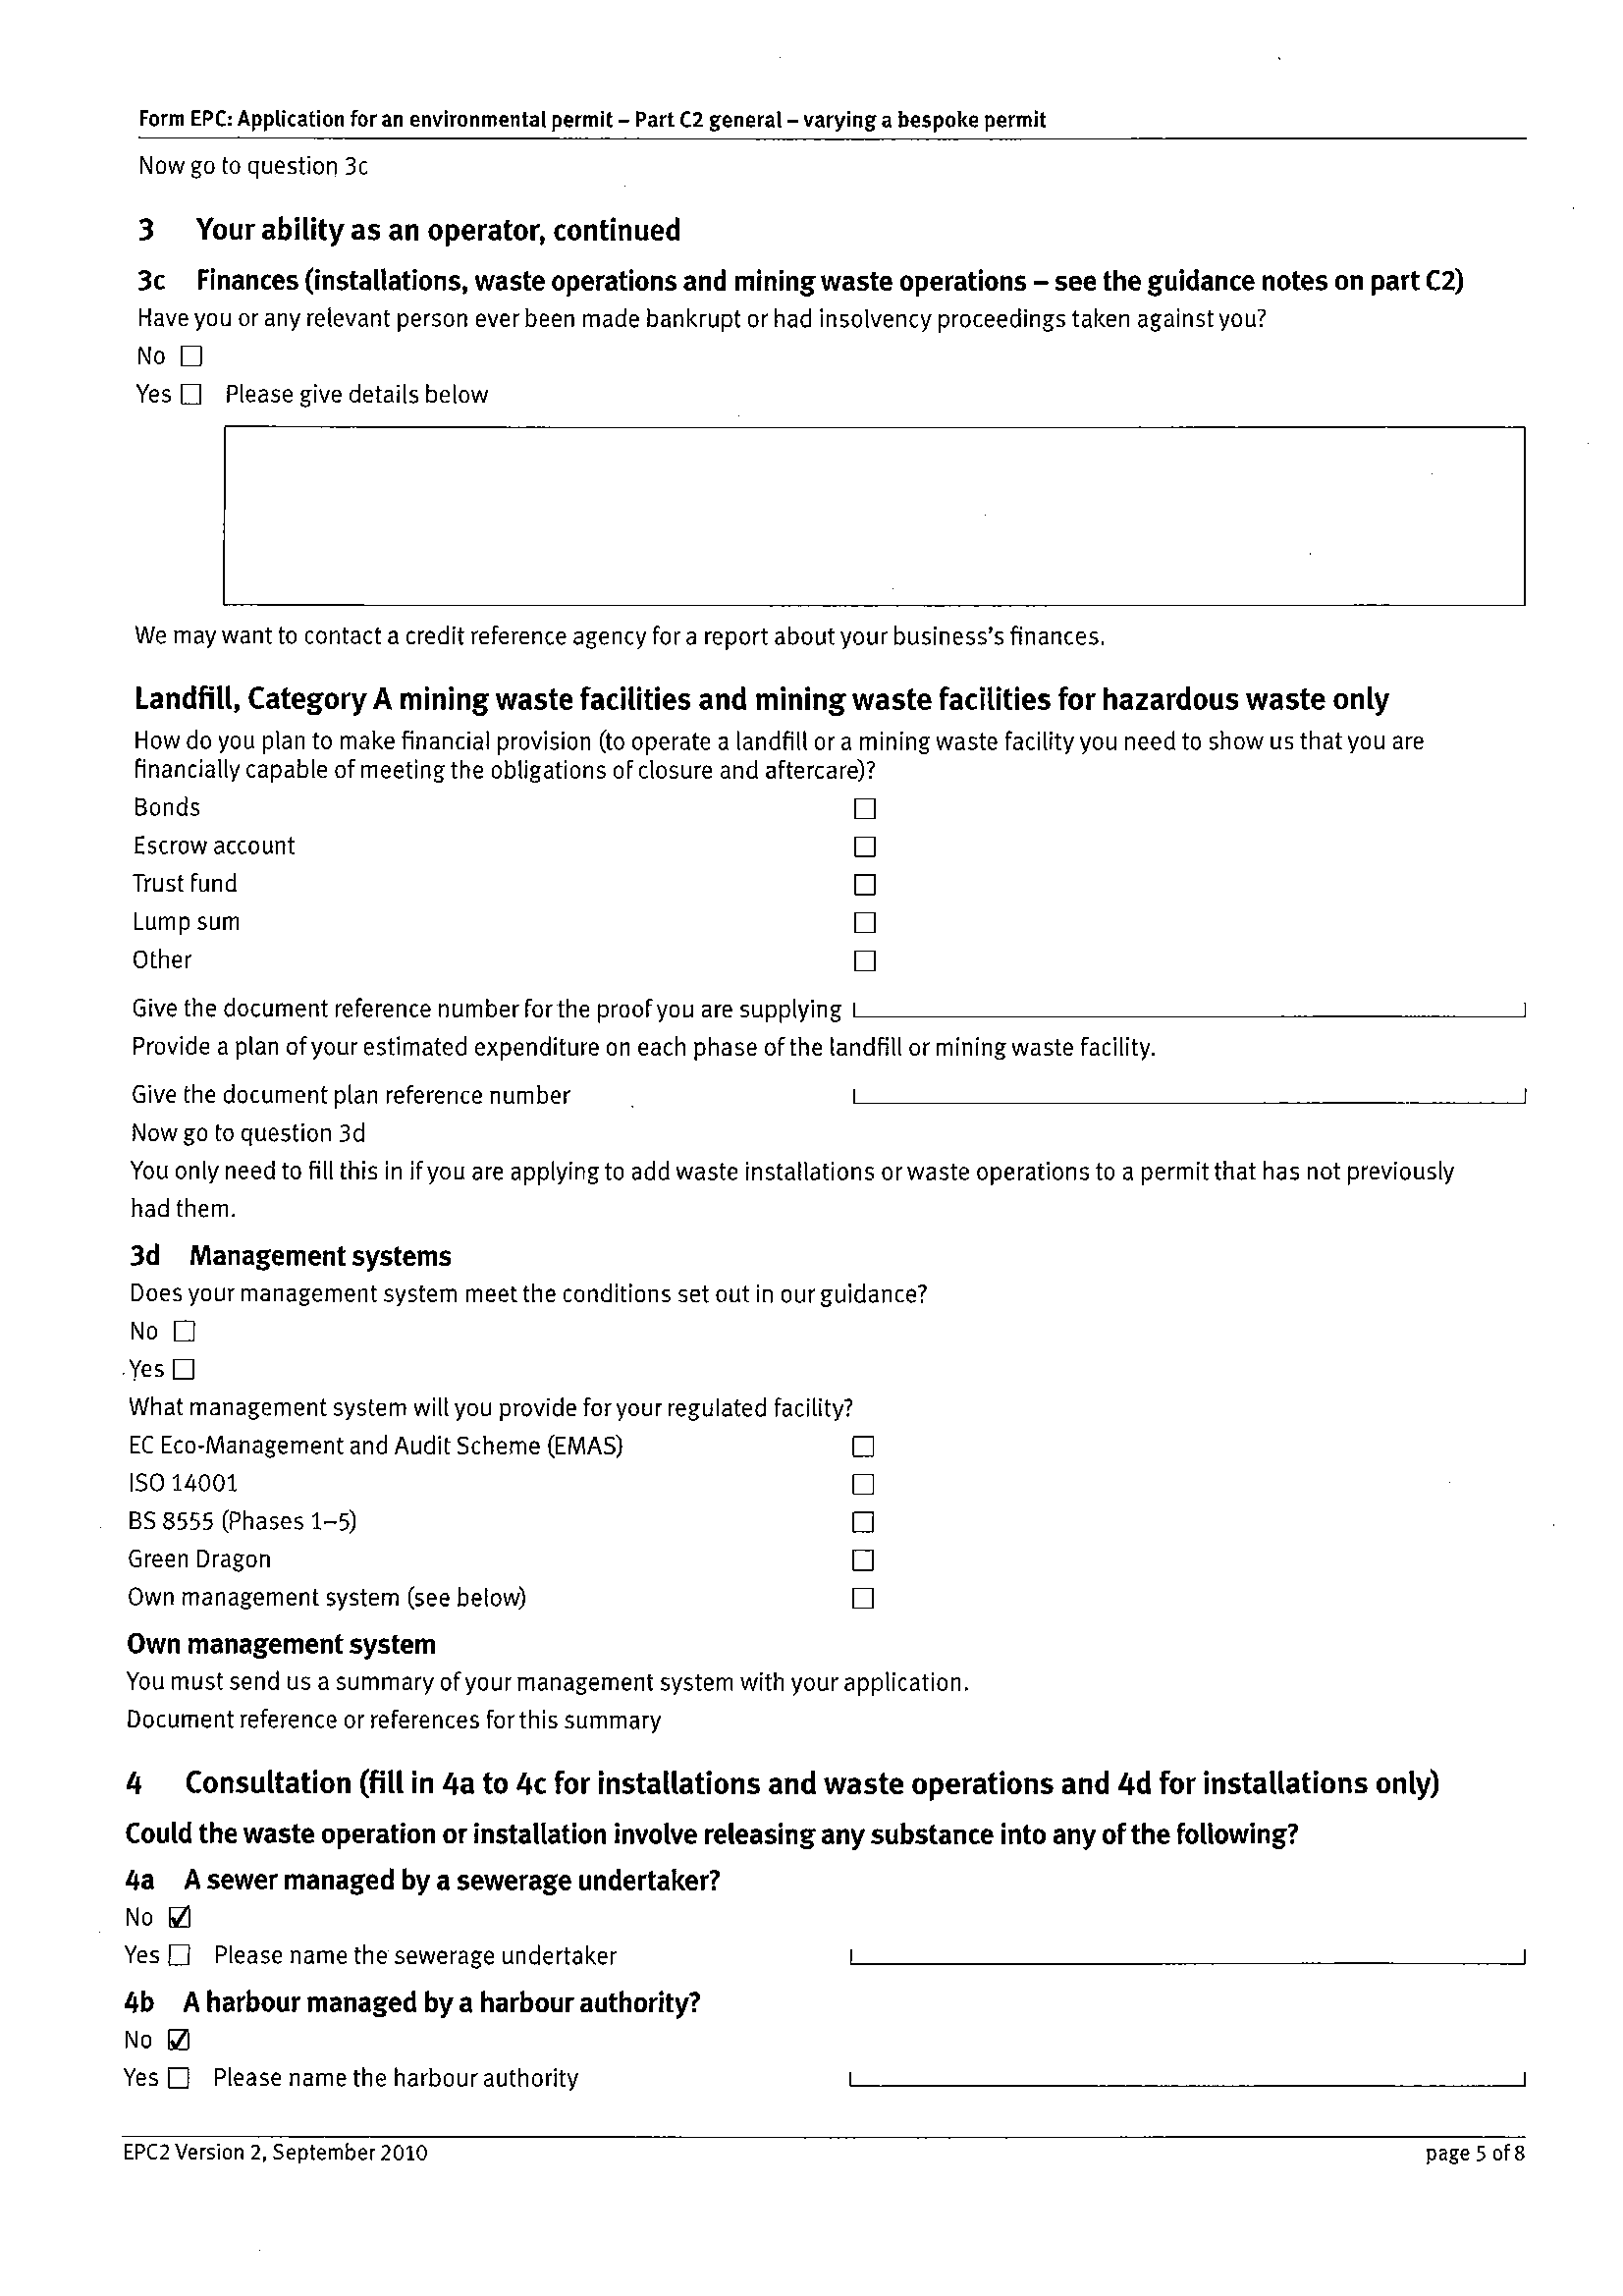 Form EPC: Application for an environmental permit – Part C2 general – varying a bespoke permit
Now go to question 3c
3 Your ability as an operator, continued
3c Finances (installations, waste operations and mining waste operations – see the guidance notes on part C2)
Have you or any relevant person ever been made bankrupt or had insolvency proceedings taken against you?
No ☐
Yes ☐ Please give details below
We may want to contact a credit reference agency for a report about your business's finances.
Landfill, Category A mining waste facilities and mining waste facilities for hazardous waste only
How do you plan to make financial provision (to operate a landfill or a mining waste facility you need to show us that you are
financially capable of meeting the obligations of closure and aftercare)?
Bonds ☐
Escrow account ☐
Trust fund ☐
Lump sum ☐
Other ☐
Give the document reference number for the proof you are supplying
Provide a plan of your estimated expenditure on each phase of the landfill or mining waste facility.
Give the document plan reference number
Now go to question 3d
You only need to fill this in if you are applying to add waste installations or waste operations to a permit that has not previously
had them.
3d Management systems
Does your management system meet the conditions set out in our guidance?
No ☐
Yes ☐
What management system will you provide for your regulated facility?
EC Eco-Management and Audit Scheme (EMAS) ☐
ISO 14001 ☐
BS 8555 (Phases 1–5) ☐
Green Dragon ☐
Own management system (see below) ☐
Own management system
You must send us a summary of your management system with your application.
Document reference or references for this summary
4 Consultation (fill in 4a to 4c for installations and waste operations and 4d for installations only)
Could the waste operation or installation involve releasing any substance into any of the following?
4a A sewer managed by a sewerage undertaker?
No ☑
Yes ☐ Please name the sewerage undertaker
4b A harbour managed by a harbour authority?
No ☑
Yes ☐ Please name the harbour authority
EPC2 Version 2, September 2010 page 5 of 8